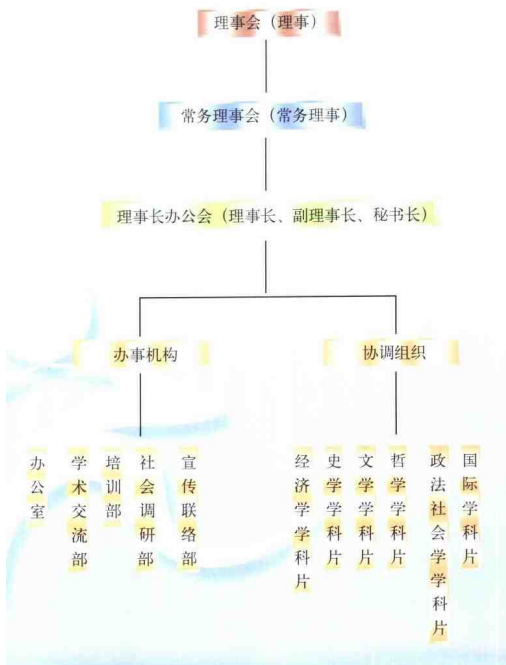 理事会（理事）
常务理事会（常务理事）
理事长办公会（理事长、副理事长、秘书长）
办事机构
协调组织
办公室
学术交流部
培训部
社会调研部
宣传联络部
经济学学科片
史学学科片
文学学科片
哲学学科片
政法社会学学科片
国际学科片